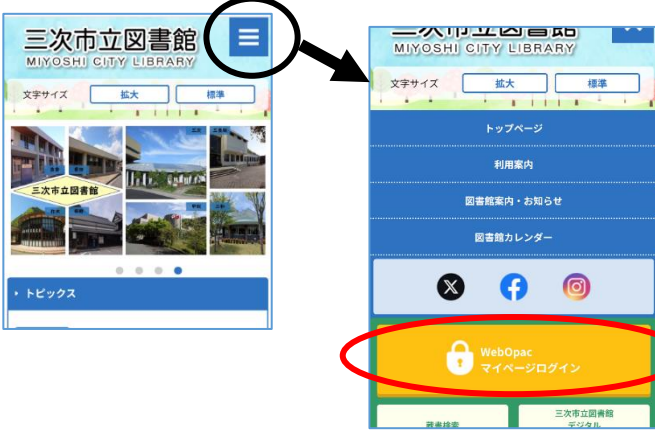 三次市立図書館
MIYOSHI CITY LIBRARY
文字サイズ
拡大
標準
三次市立図書館
トピックス
三次市立図書館
MIYOSHI CITY LIBRARY
文字サイズ
拡大
標準
トップページ
利用案内
図書館案内・お知らせ
図書館カレンダー
WebOpac
マイページログイン
蔵書検索
三次市立図書館
デジタル